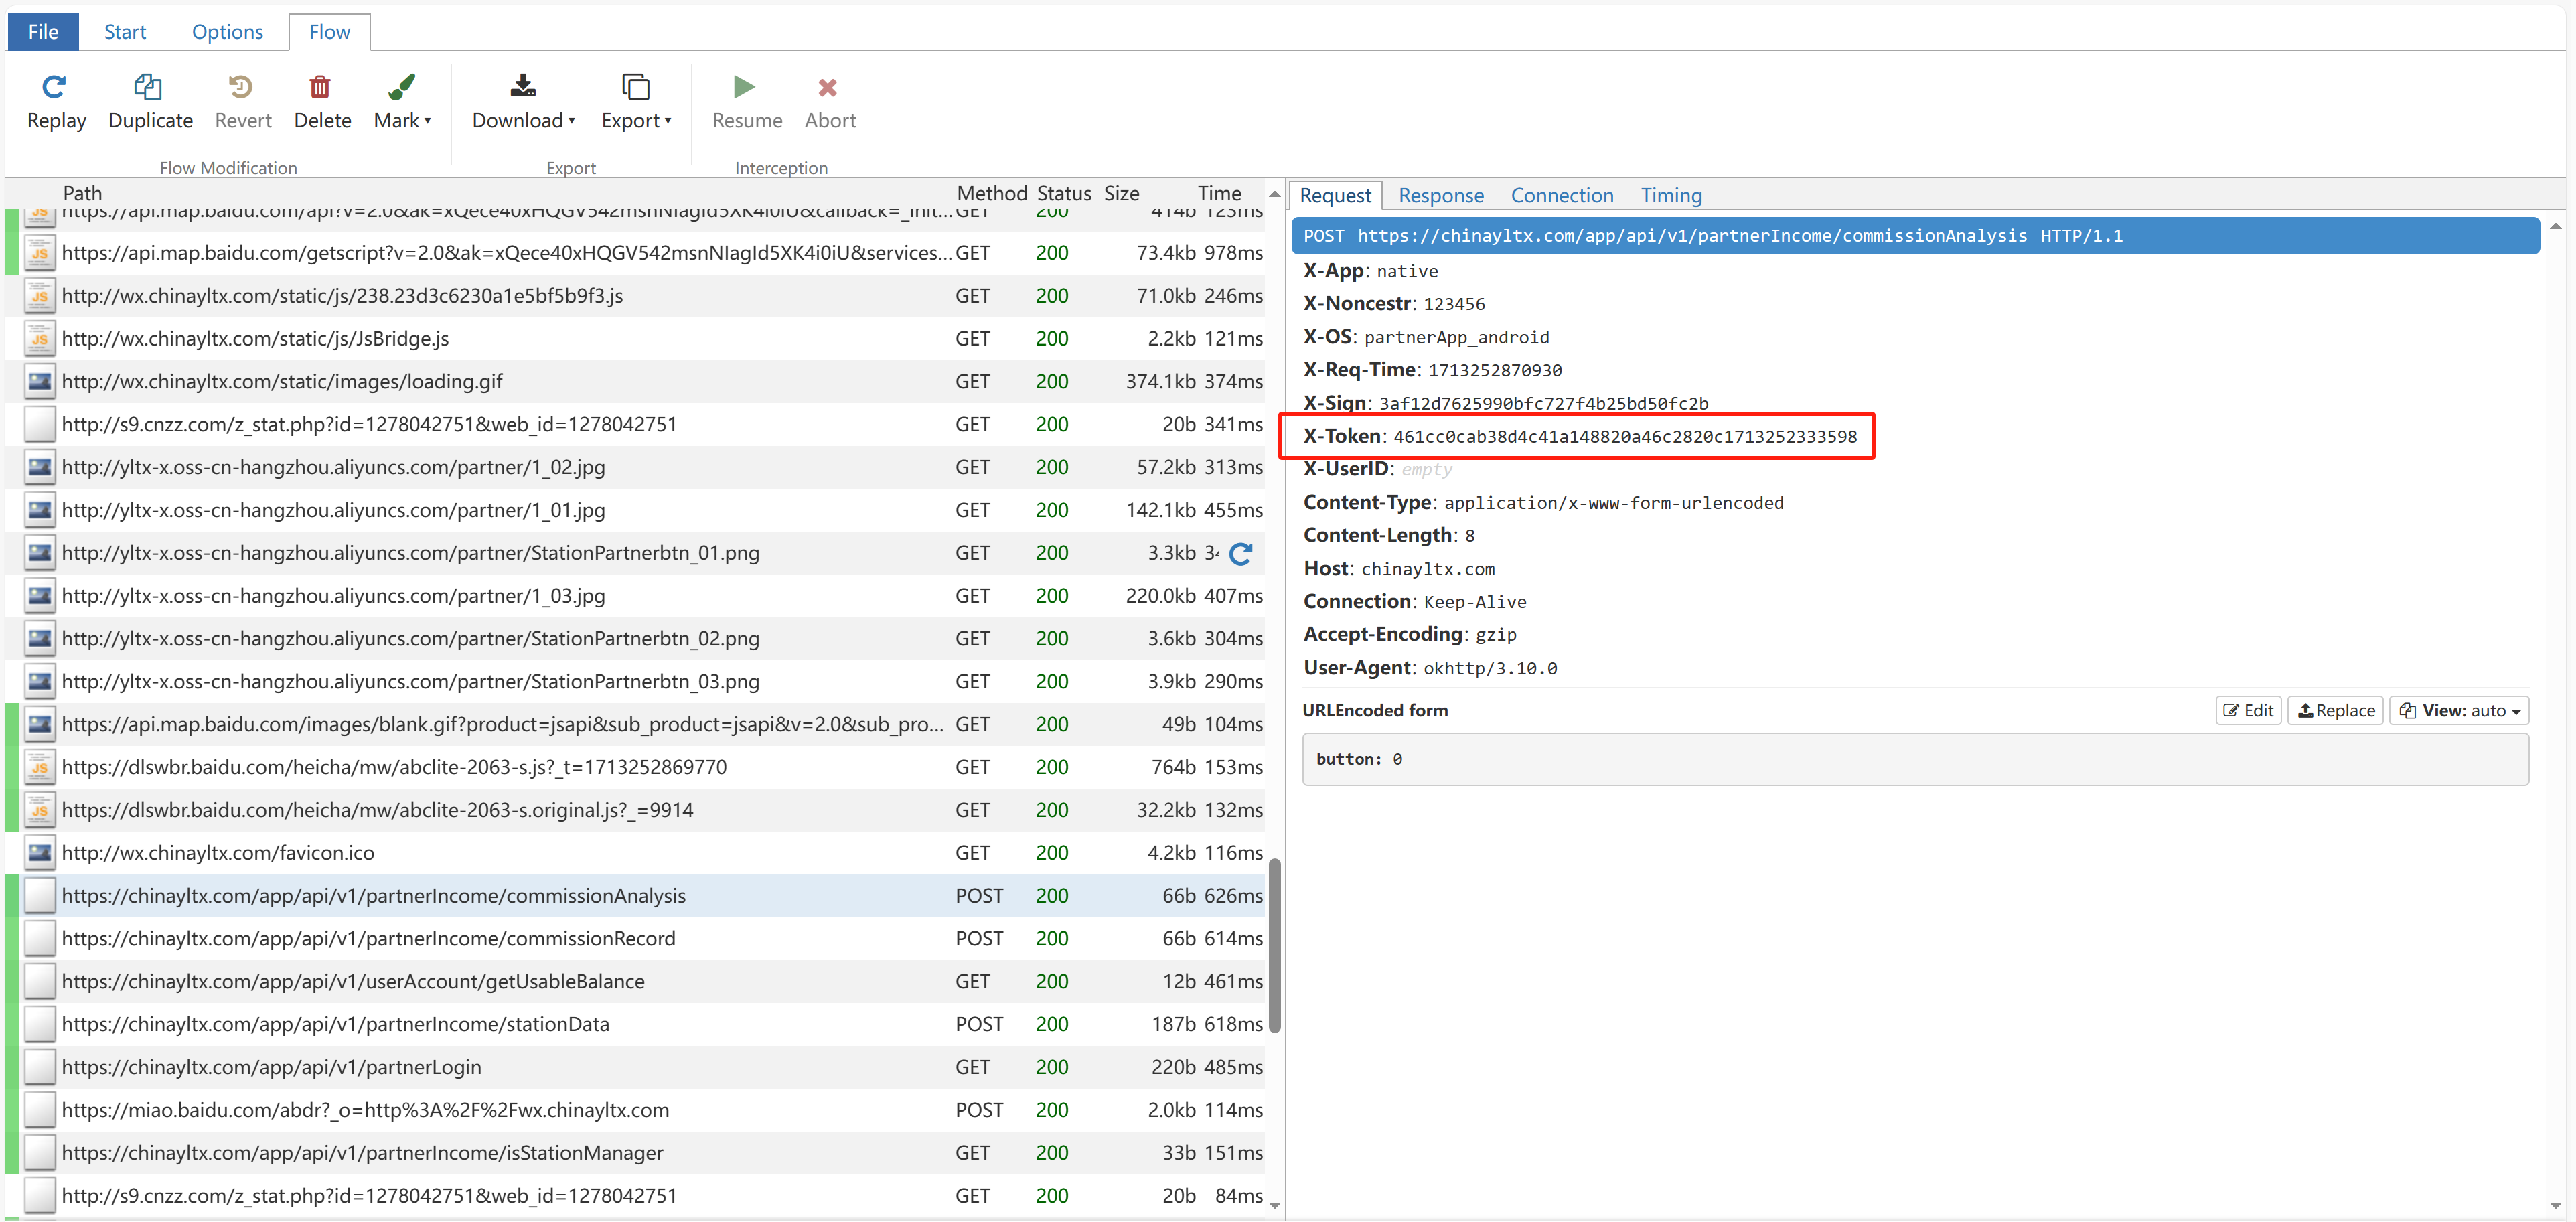 File Start Options Flow
Replay Duplicate Revert Delete Mark Download Export Resume Abort
Flow Modification Export Interception
Path Method Status Size Time
https://api.map.baidu.com/api?v=2.0&ak=xQece40xHQGV542msnNIagId5XK4i0iU&callback=_init... GET 200 414b 123ms
https://api.map.baidu.com/getscript?v=2.0&ak=xQece40xHQGV542msnNIagId5XK4i0iU&services... GET 200 73.4kb 978ms
http://wx.chinayltx.com/static/js/238.23d3c6230a1e5bf5b9f3.js GET 200 71.0kb 246ms
http://wx.chinayltx.com/static/js/JsBridge.js GET 200 2.2kb 121ms
http://wx.chinayltx.com/static/images/loading.gif GET 200 374.1kb 374ms
http://s9.cnzz.com/z_stat.php?id=1278042751&web_id=1278042751 GET 200 20b 341ms
http://yltx-x.oss-cn-hangzhou.aliyuncs.com/partner/1_02.jpg GET 200 57.2kb 313ms
http://yltx-x.oss-cn-hangzhou.aliyuncs.com/partner/1_01.jpg GET 200 142.1kb 455ms
http://yltx-x.oss-cn-hangzhou.aliyuncs.com/partner/StationPartnerbtn_01.png GET 200 3.3kb
http://yltx-x.oss-cn-hangzhou.aliyuncs.com/partner/1_03.jpg GET 200 220.0kb 407ms
http://yltx-x.oss-cn-hangzhou.aliyuncs.com/partner/StationPartnerbtn_02.png GET 200 3.6kb 304ms
http://yltx-x.oss-cn-hangzhou.aliyuncs.com/partner/StationPartnerbtn_03.png GET 200 3.9kb 290ms
https://api.map.baidu.com/images/blank.gif?product=jsapi&sub_product=jsapi&v=2.0&sub_pro... GET 200 49b 104ms
https://dlswbr.baidu.com/heicha/mw/abclite-2063-s.js?_t=1713252869770 GET 200 764b 153ms
https://dlswbr.baidu.com/heicha/mw/abclite-2063-s.original.js?_=9914 GET 200 32.2kb 132ms
http://wx.chinayltx.com/favicon.ico GET 200 4.2kb 116ms
https://chinayltx.com/app/api/v1/partnerIncome/commissionAnalysis POST 200 66b 626ms
https://chinayltx.com/app/api/v1/partnerIncome/commissionRecord POST 200 66b 614ms
https://chinayltx.com/app/api/v1/userAccount/getUsableBalance GET 200 12b 461ms
https://chinayltx.com/app/api/v1/partnerIncome/stationData POST 200 187b 618ms
https://chinayltx.com/app/api/v1/partnerLogin GET 200 220b 485ms
https://miao.baidu.com/abdr?_o=http%3A%2F%2Fwx.chinayltx.com POST 200 2.0kb 114ms
https://chinayltx.com/app/api/v1/partnerIncome/isStationManager GET 200 33b 151ms
http://s9.cnzz.com/z_stat.php?id=1278042751&web_id=1278042751 GET 200 20b 84ms
Request Response Connection Timing
POST https://chinayltx.com/app/api/v1/partnerIncome/commissionAnalysis HTTP/1.1
X-App: native
X-Noncestr: 123456
X-OS: partnerApp_android
X-Req-Time: 1713252870930
X-Sign: 3af12d7625990bfc727f4b25bd50fc2b
X-Token: 461cc0cab38d4c41a148820a46c2820c1713252333598
X-UserID: empty
Content-Type: application/x-www-form-urlencoded
Content-Length: 8
Host: chinayltx.com
Connection: Keep-Alive
Accept-Encoding: gzip
User-Agent: okhttp/3.10.0
URLEncoded form Edit Replace View: auto
button: 0